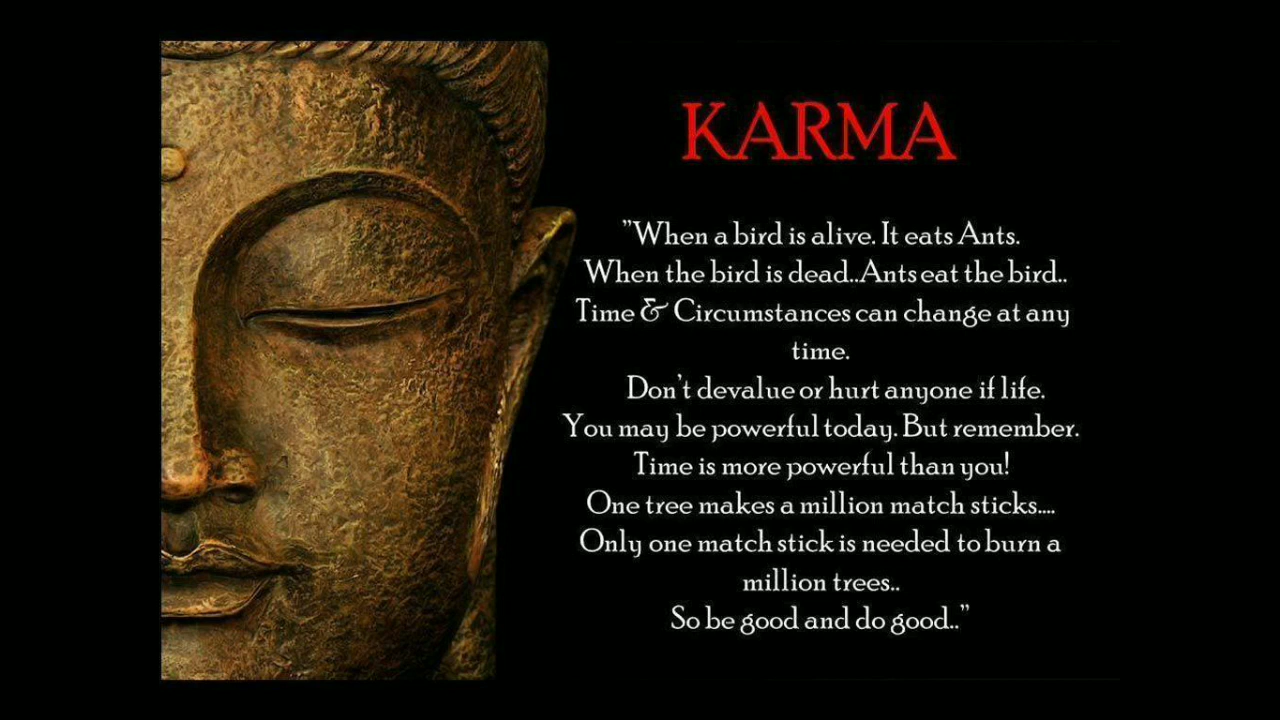 KARMA
"When a bird is alive. It eats Ants.
When the bird is dead..Ants eat the bird..
Time & Circumstances can change at any
time.
Don't devalue or hurt anyone if life.
You may be powerful today. But remember.
Time is more powerful than you!
One tree makes a million match sticks....
Only one match stick is needed to burn a
million trees..
So be good and do good.."